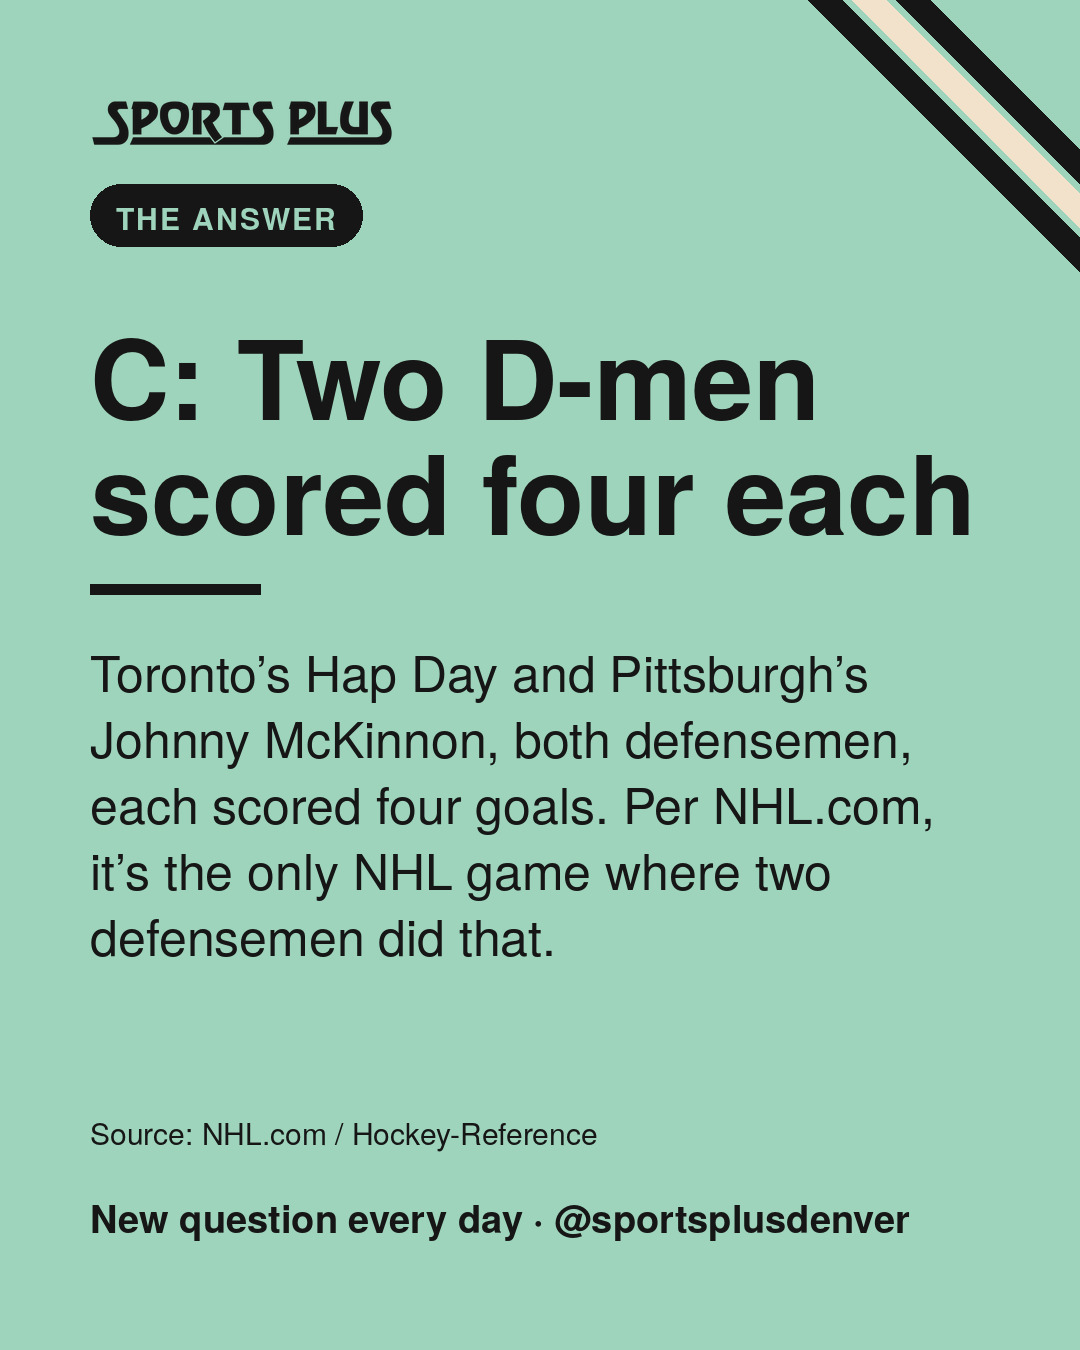 SPORTS PLUS
THE ANSWER
C: Two D-men
scored four each
Toronto’s Hap Day and Pittsburgh’s
Johnny McKinnon, both defensemen,
each scored four goals. Per NHL.com,
it’s the only NHL game where two
defensemen did that.
Source: NHL.com / Hockey-Reference
New question every day · @sportsplusdenver